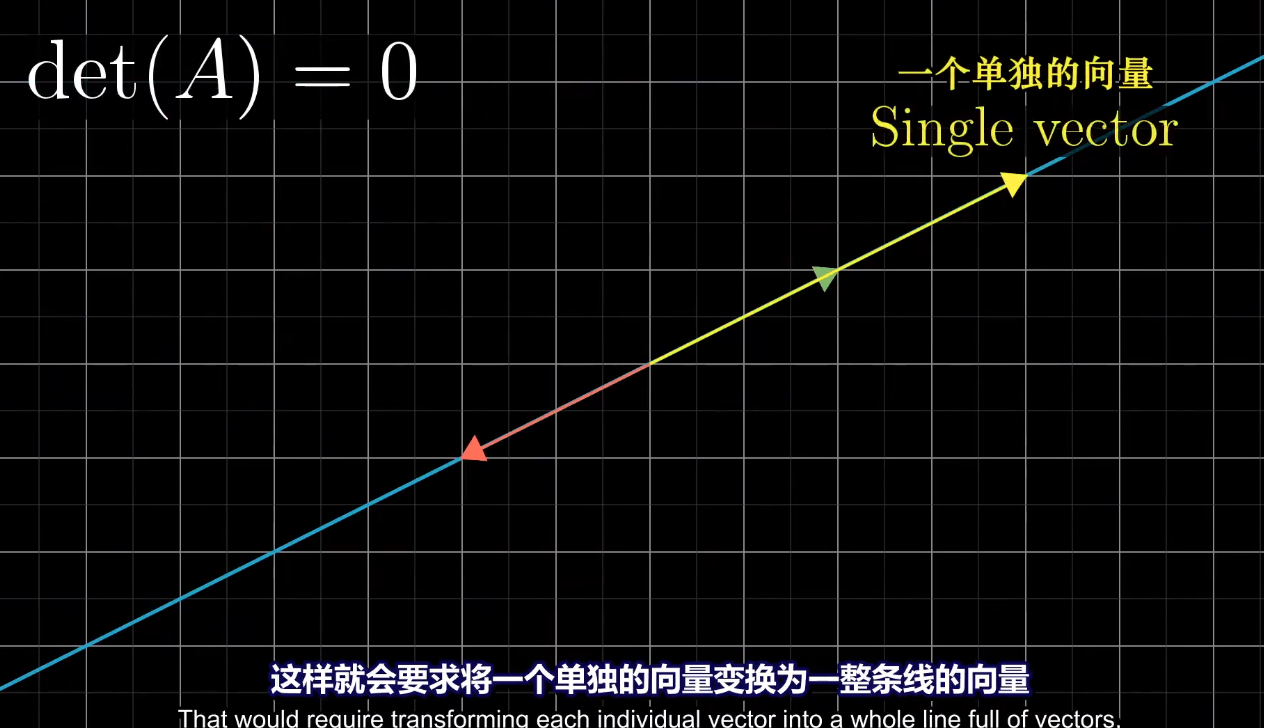 det(A) = 0
一个单独的向量
Single vector
这样就会要求将一个单独的向量变换为一整条线的向量
That would require transforming each individual vector into a whole line full of vectors.